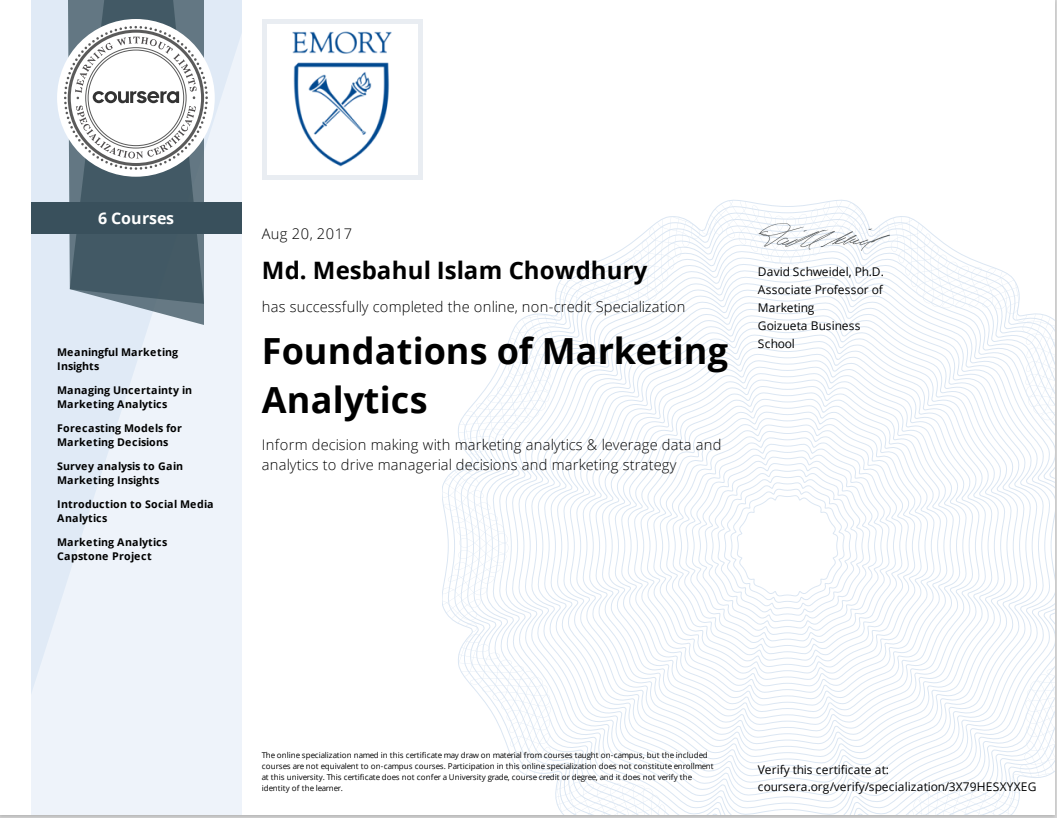 LEARNING WITHOUT LIMITS
coursera
SPECIALIZATION CERTIFICATE
6 Courses
Meaningful Marketing
Insights
Managing Uncertainty in
Marketing Analytics
Forecasting Models for
Marketing Decisions
Survey analysis to Gain
Marketing Insights
Introduction to Social Media
Analytics
Marketing Analytics
Capstone Project
EMORY
Aug 20, 2017
Md. Mesbahul Islam Chowdhury
has successfully completed the online, non-credit Specialization
Foundations of Marketing
Analytics
Inform decision making with marketing analytics & leverage data and
analytics to drive managerial decisions and marketing strategy
David Schweidel, Ph.D.
Associate Professor of
Marketing
Goizueta Business
School
The online specialization named in this certificate may draw on material from courses taught on-campus, but the included
courses are not equivalent to on-campus courses. Participation in this online specialization does not constitute enrollment
at this university. This certificate does not confer a University grade, course credit or degree, and it does not verify the
identity of the learner.
Verify this certificate at:
coursera.org/verify/specialization/3X79HESXYXEG